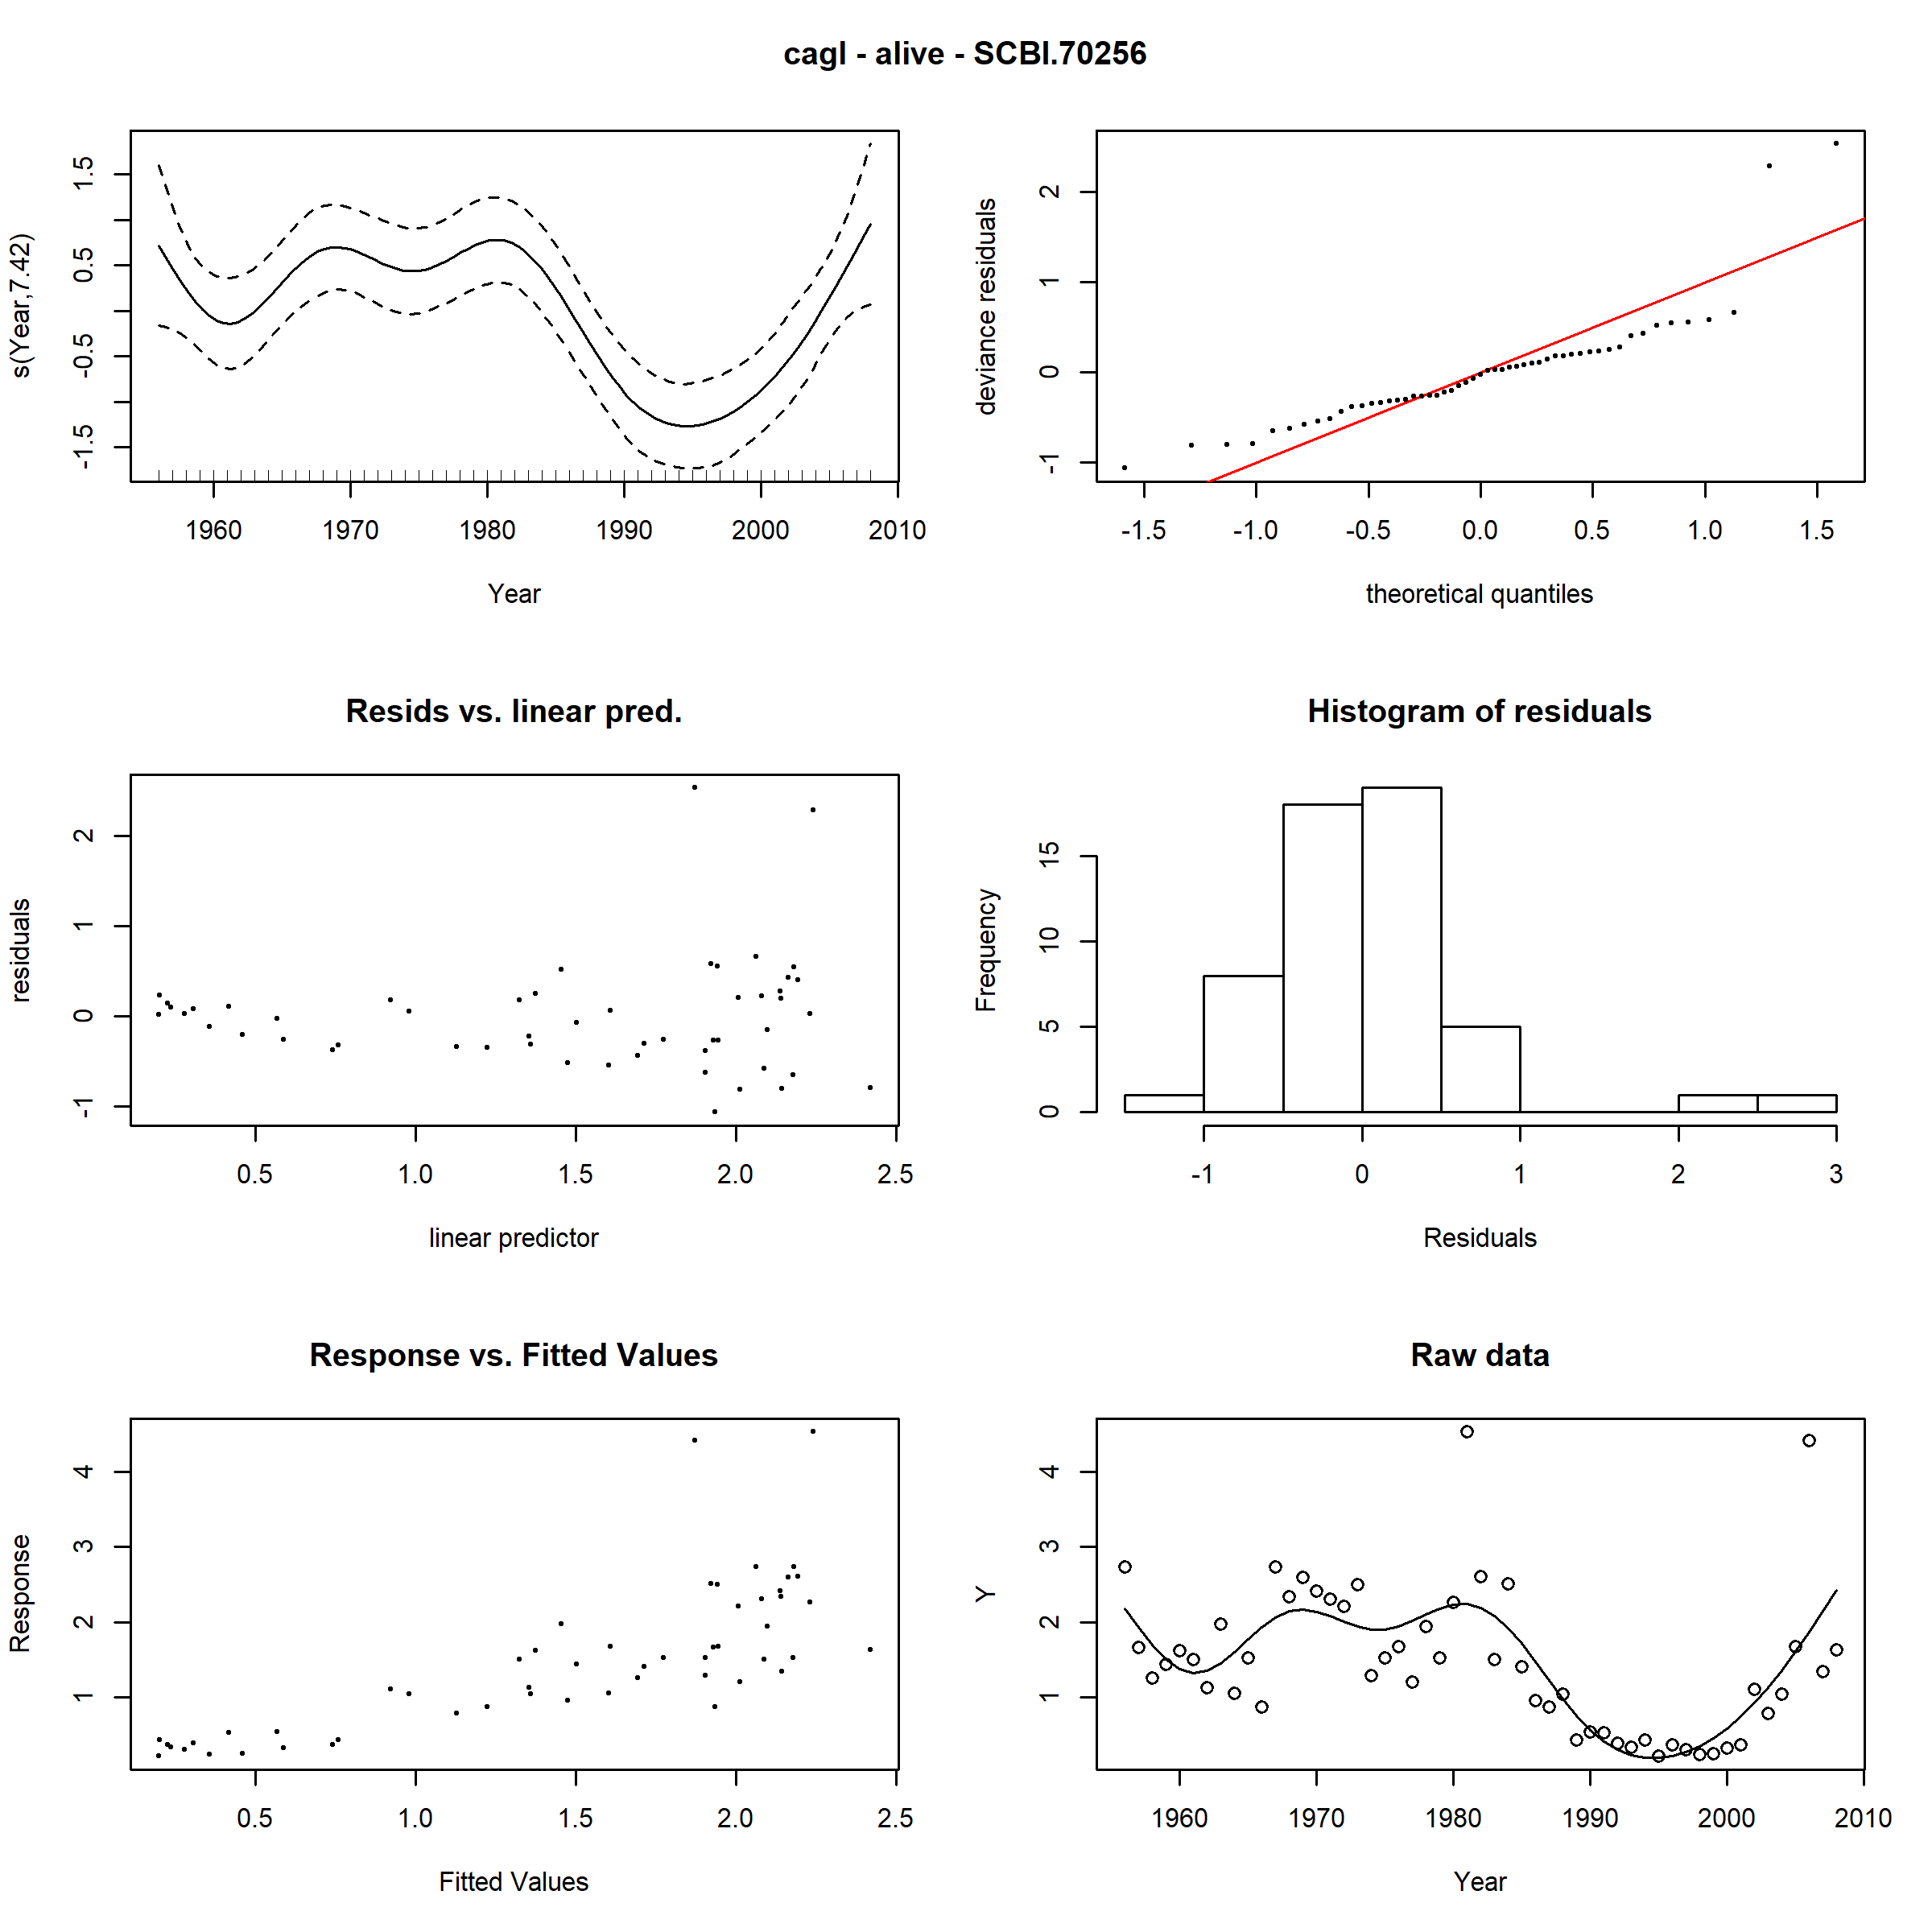 cagl - alive - SCBI.70256
s(Year,7.42)
-1.5 -0.5 0.5 1.5
1960 1970 1980 1990 2000 2010
Year
deviance residuals
-1 0 1 2
-1.5 -1.0 -0.5 0.0 0.5 1.0 1.5
theoretical quantiles
Resids vs. linear pred.
residuals
-1 0 1 2
0.5 1.0 1.5 2.0 2.5
linear predictor
Histogram of residuals
Frequency
0 5 10 15
-1 0 1 2 3
Residuals
Response vs. Fitted Values
Response
1 2 3 4
0.5 1.0 1.5 2.0 2.5
Fitted Values
Raw data
Y
1 2 3 4
1960 1970 1980 1990 2000 2010
Year